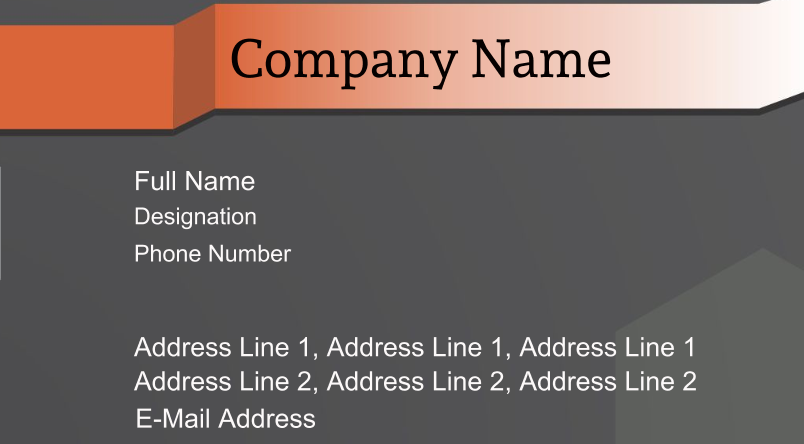 Company Name
Full Name
Designation
Phone Number
Address Line 1, Address Line 1, Address Line 1
Address Line 2, Address Line 2, Address Line 2
E-Mail Address